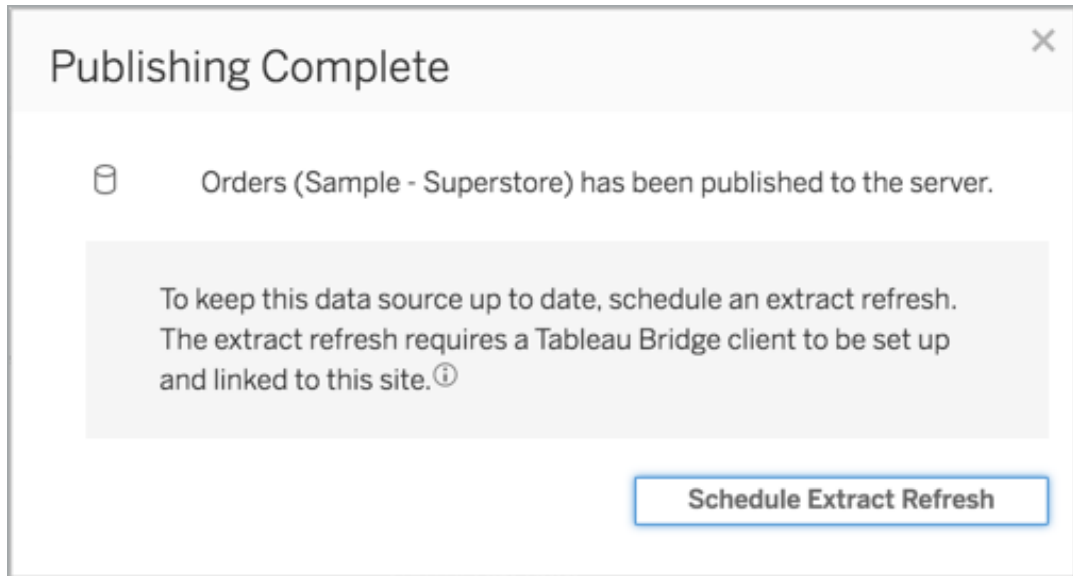 Publishing Complete
Orders (Sample - Superstore) has been published to the server.
To keep this data source up to date, schedule an extract refresh.
The extract refresh requires a Tableau Bridge client to be set up
and linked to this site.
Schedule Extract Refresh